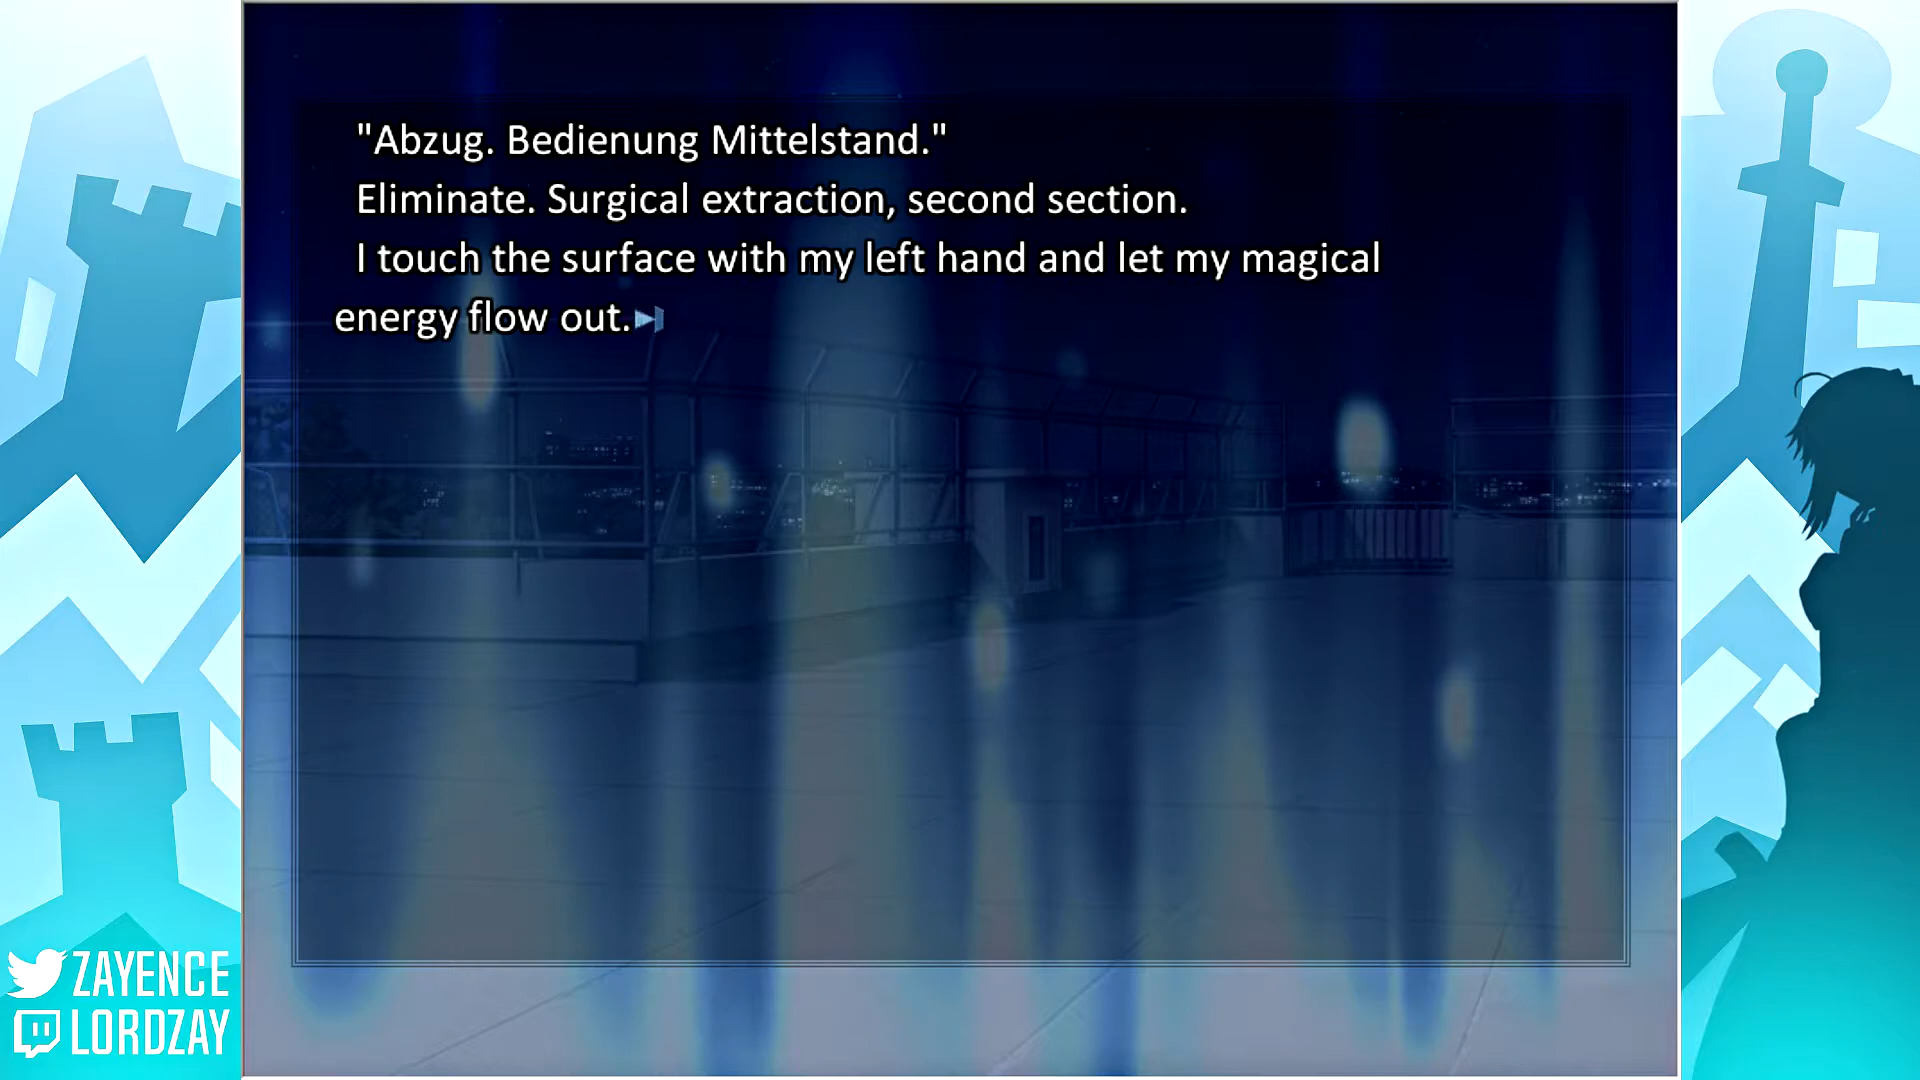 "Abzug. Bedienung Mittelstand."
Eliminate. Surgical extraction, second section.
I touch the surface with my left hand and let my magical
energy flow out.
ZAYENCE
LORDZAY